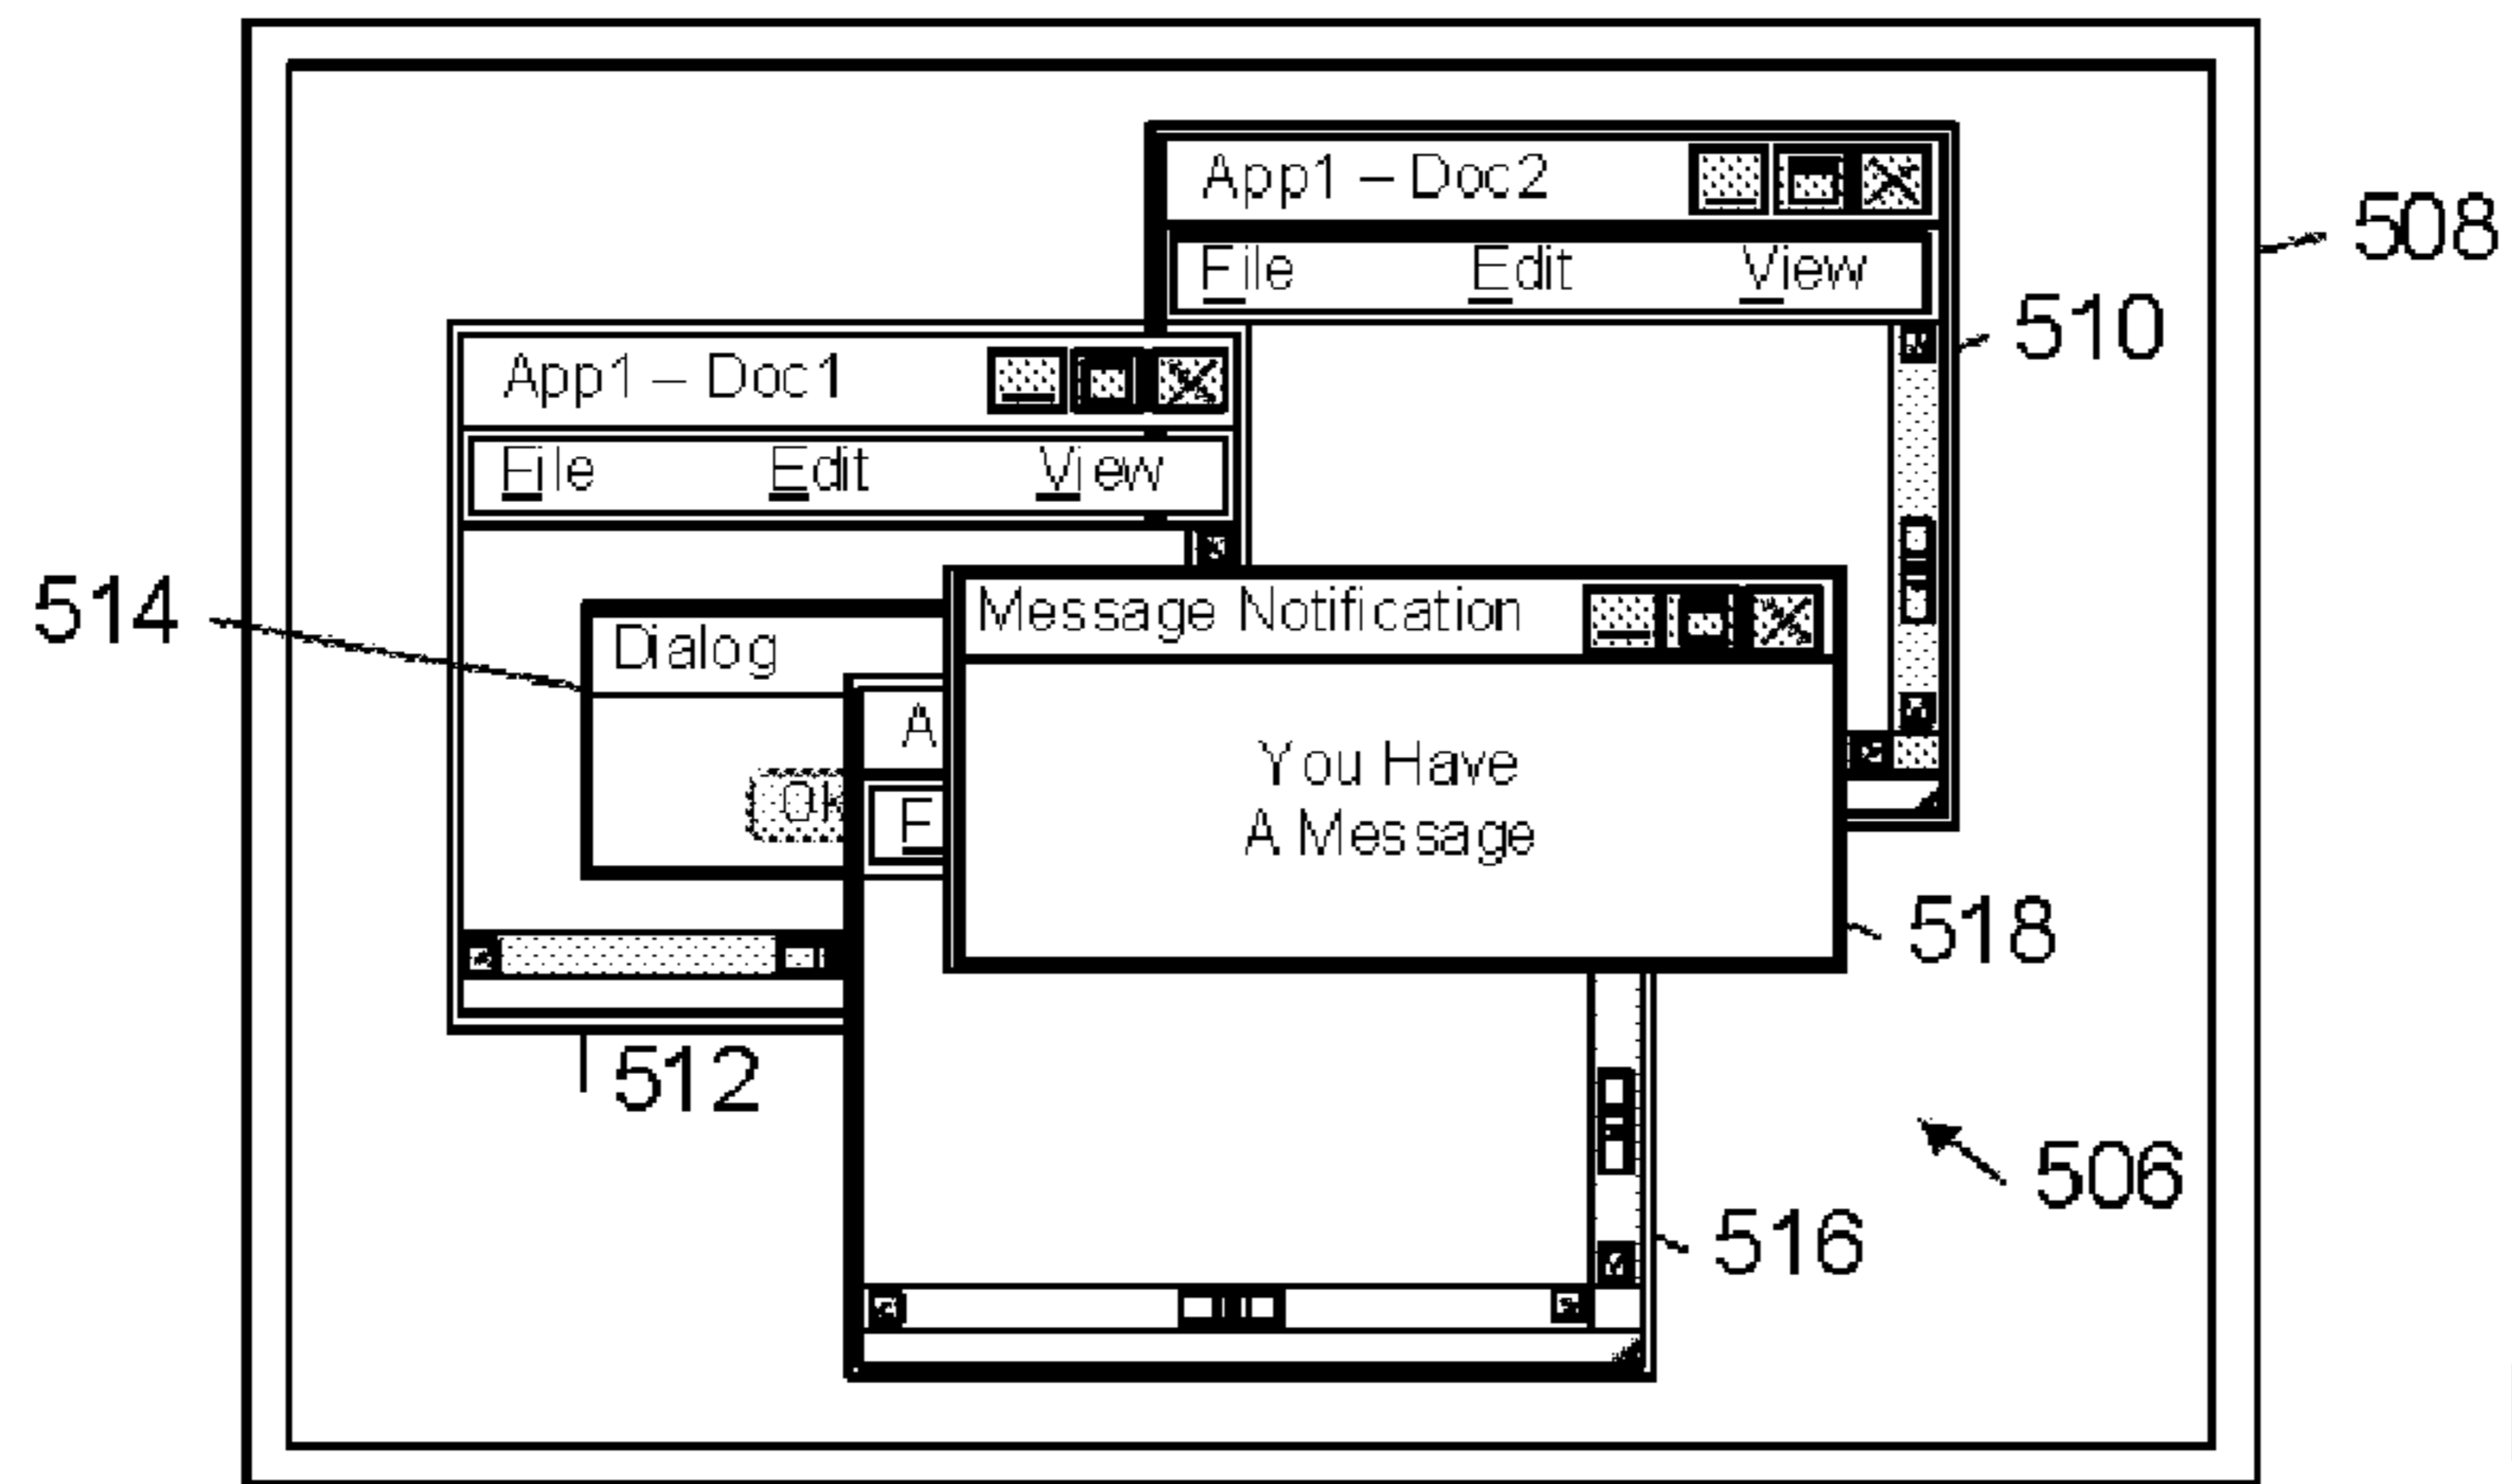 App1 – Doc2
508
File Edit View
510
App1 – Doc1
File Edit View
514
Message Notification
Dialog
A
You Have
OK
F
A Message
518
512
506
516